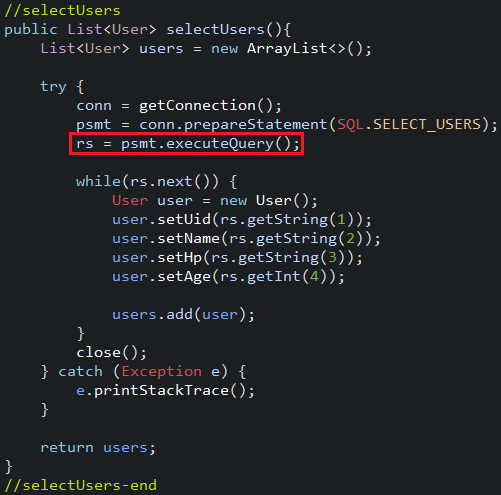 //selectUsers
public List<User> selectUsers(){
    List<User> users = new ArrayList<>();
    try {
        conn = getConnection();
        psmt = conn.prepareStatement(SQL.SELECT_USERS);
        rs = psmt.executeQuery();
        while(rs.next()) {
            User user = new User();
            user.setUid(rs.getString(1));
            user.setName(rs.getString(2));
            user.setHp(rs.getString(3));
            user.setAge(rs.getInt(4));
            users.add(user);
        }
        close();
    } catch (Exception e) {
        e.printStackTrace();
    }
    return users;
}
//selectUsers-end